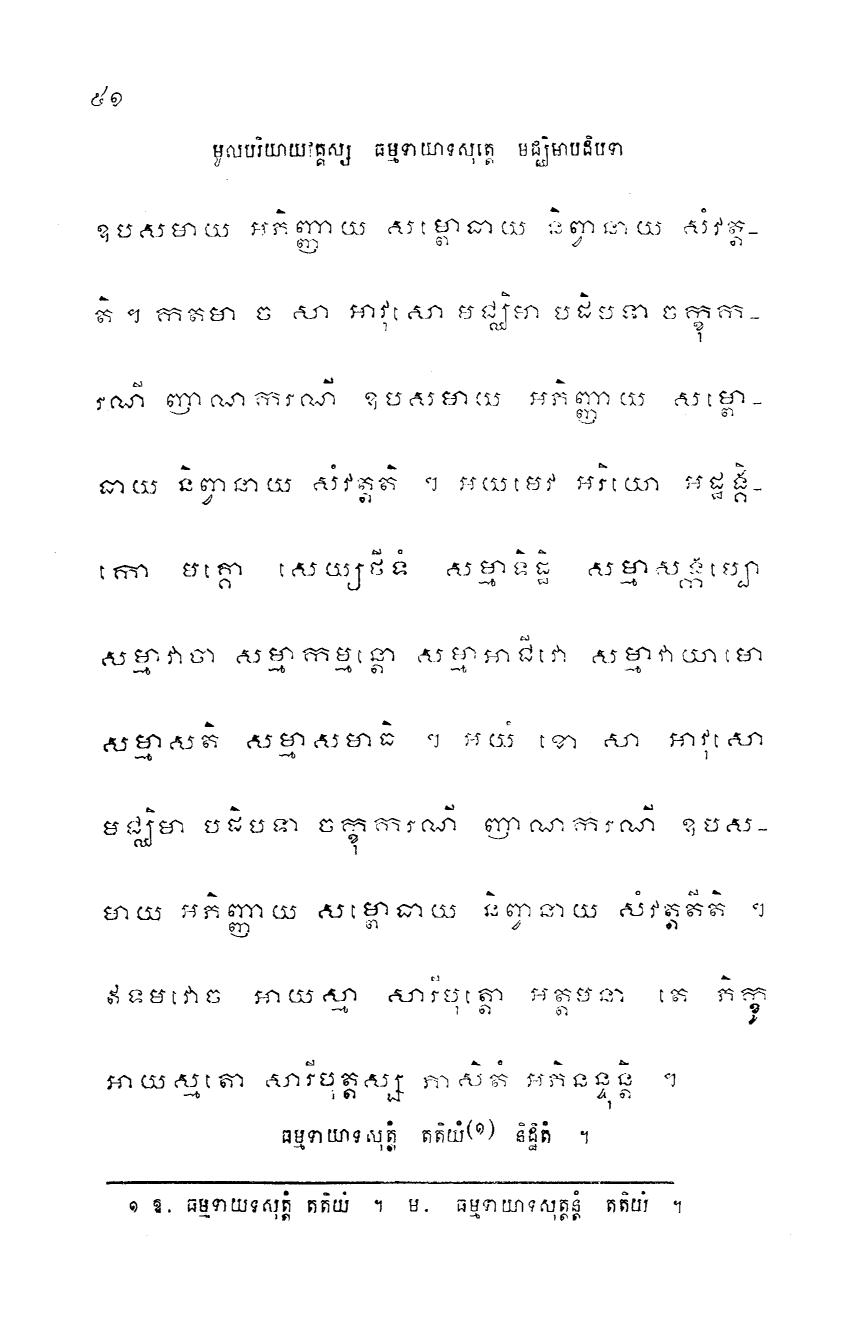 ៥១
មូលបរិយាយវគ្គស្ស ធម្មទាយាទសុត្តេ មជ្ឈិមាបដិបទា
ឧបសមាយ អភិញ្ញាយ សម្ពោធាយ និព្វានាយ សំវត្ត-
តិ ។ កតមា ច សា អាវុសោ មជ្ឈិមា បដិបទា ចក្ខុក-
រណី ញាណករណី ឧបសមាយ អភិញ្ញាយ សម្ពោ-
ធាយ និព្វានាយ សំវត្តតិ ។ អយមេវ អរិយោ អដ្ឋង្គិ-
កោ មគ្គោ សេយ្យថីទំ សម្មាទិដ្ឋិ សម្មាសង្កប្បោ
សម្មាវាចា សម្មាកម្មន្តោ សម្មាអាជីវោ សម្មាវាយាមោ
សម្មាសតិ សម្មាសមាធិ ។ អយំ ខោ សា អាវុសោ
មជ្ឈិមា បដិបទា ចក្ខុករណី ញាណករណី ឧបស-
មាយ អភិញ្ញាយ សម្ពោធាយ និព្វានាយ សំវត្តតីតិ ។
ឥទមវោច អាយស្មា សារីបុត្តោ អត្តមនា តេ ភិក្ខូ
អាយស្មតោ សារីបុត្តស្ស ភាសិតំ អភិនន្ទុន្តិ ។
ធម្មទាយាទសុត្តំ តតិយំ(១) និដ្ឋិតំ ។
១ ឱ. ធម្មទាយទសុត្តំ តតិយំ ។ ម. ធម្មទាយាទសុត្តន្តំ តតិយំ ។